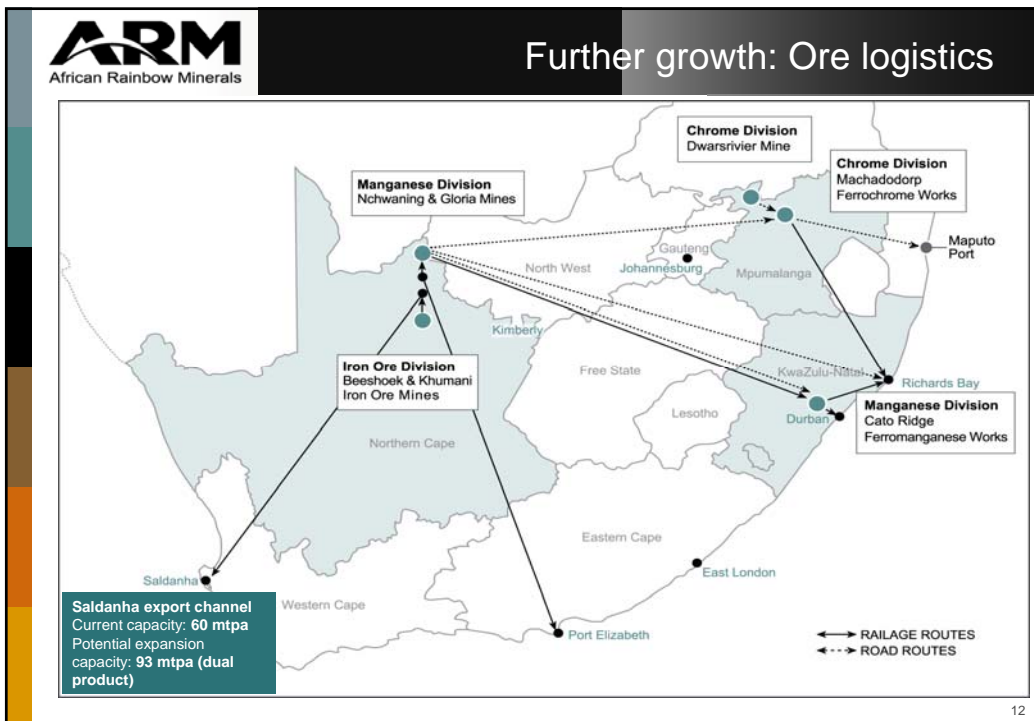 ARM
African Rainbow Minerals
Further growth: Ore logistics
Chrome Division
Dwarsrivier Mine
Chrome Division
Machadodorp
Ferrochrome Works
Manganese Division
Nchwaning & Gloria Mines
Maputo
Port
Gauteng
North West
Johannesburg
Mpumalanga
Kimberly
Iron Ore Division
Beeshoek & Khumani
Iron Ore Mines
Free State
KwaZulu-Natal
Richards Bay
Lesotho
Durban
Manganese Division
Cato Ridge
Ferromanganese Works
Northern Cape
Eastern Cape
East London
Saldanha
Western Cape
Port Elizabeth
Saldanha export channel
Current capacity: 60 mtpa
Potential expansion
capacity: 93 mtpa (dual
product)
RAILAGE ROUTES
ROAD ROUTES
12